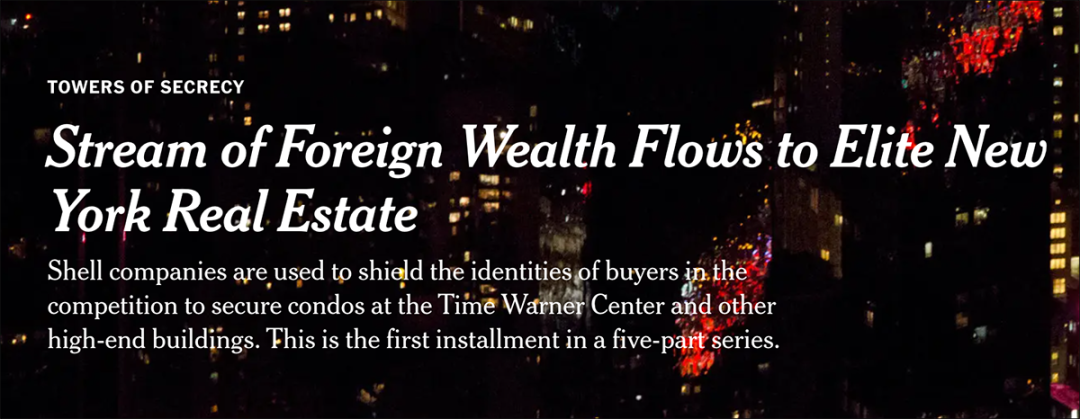 TOWERS OF SECRECY
Stream of Foreign Wealth Flows to Elite New
York Real Estate
Shell companies are used to shield the identities of buyers in the
competition to secure condos at the Time Warner Center and other
high-end buildings. This is the first installment in a five-part series.